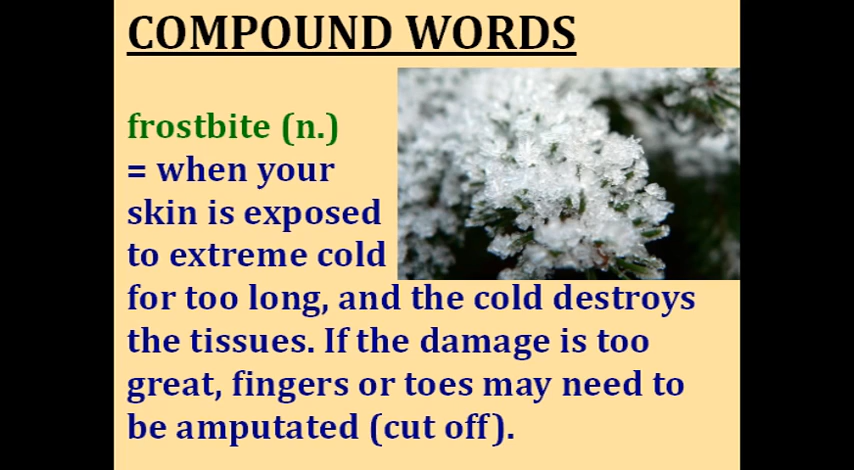 COMPOUND WORDS
frostbite (n.)
= when your
skin is exposed
to extreme cold
for too long, and the cold destroys
the tissues. If the damage is too
great, fingers or toes may need to
be amputated (cut off).